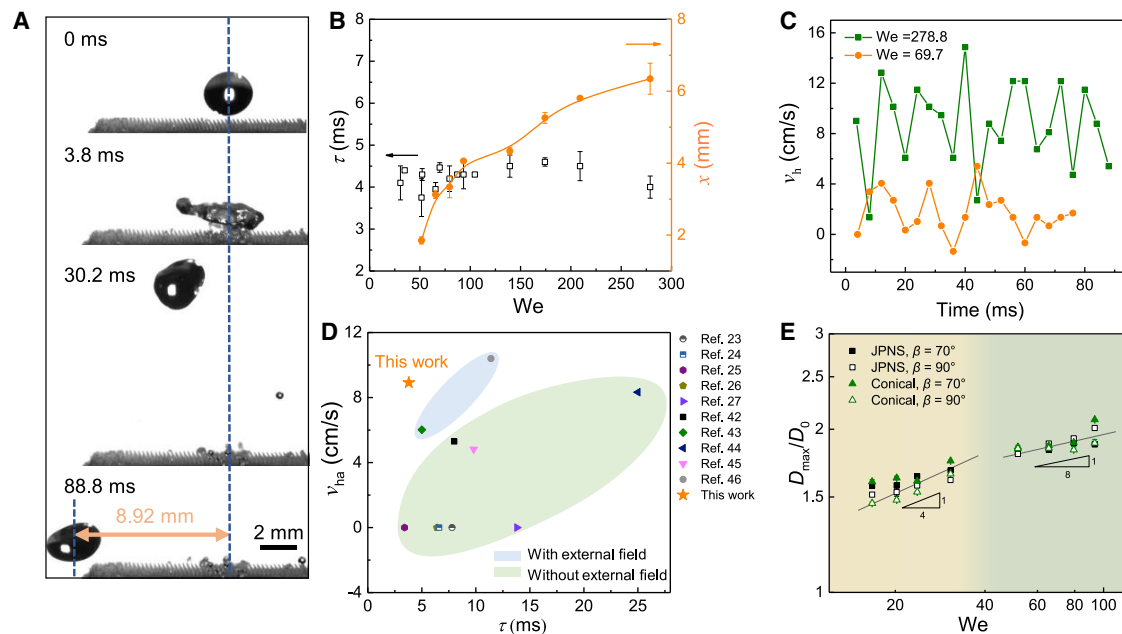 A
0 ms
3.8 ms
30.2 ms
88.8 ms
8.92 mm
2 mm
B
8
7
6
5
4
3
2
τ (ms)
0
50
100
150
200
250
300
We
8
6
4
2
x (mm)
C
We =278.8
We = 69.7
16
12
8
4
0
v_h (cm/s)
0
20
40
60
80
Time (ms)
D
12
8
4
0
-4
v_ha (cm/s)
This work
With external field
Without external field
0
5
10
15
20
25
30
τ (ms)
Ref. 23
Ref. 24
Ref. 25
Ref. 26
Ref. 27
Ref. 42
Ref. 43
Ref. 44
Ref. 45
Ref. 46
This work
E
JPNS, β = 70°
JPNS, β = 90°
Conical, β = 70°
Conical, β = 90°
3
2
1.5
1
D_max/D_0
1
4
1
8
20
40
60
80
100
We